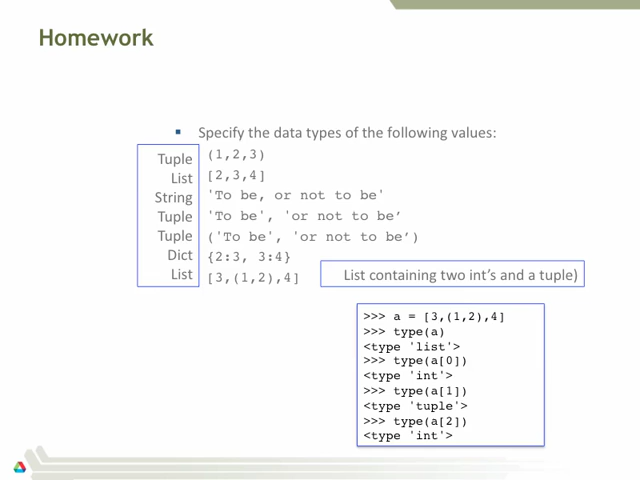 Homework
▪ Specify the data types of the following values:
Tuple (1,2,3)
List [2,3,4]
String 'To be, or not to be'
Tuple 'To be', 'or not to be’
Tuple ('To be', 'or not to be’)
Dict {2:3, 3:4}
List [3,(1,2),4] List containing two int's and a tuple)
>>> a = [3,(1,2),4]
>>> type(a)
<type 'list'>
>>> type(a[0])
<type 'int'>
>>> type(a[1])
<type 'tuple'>
>>> type(a[2])
<type 'int'>